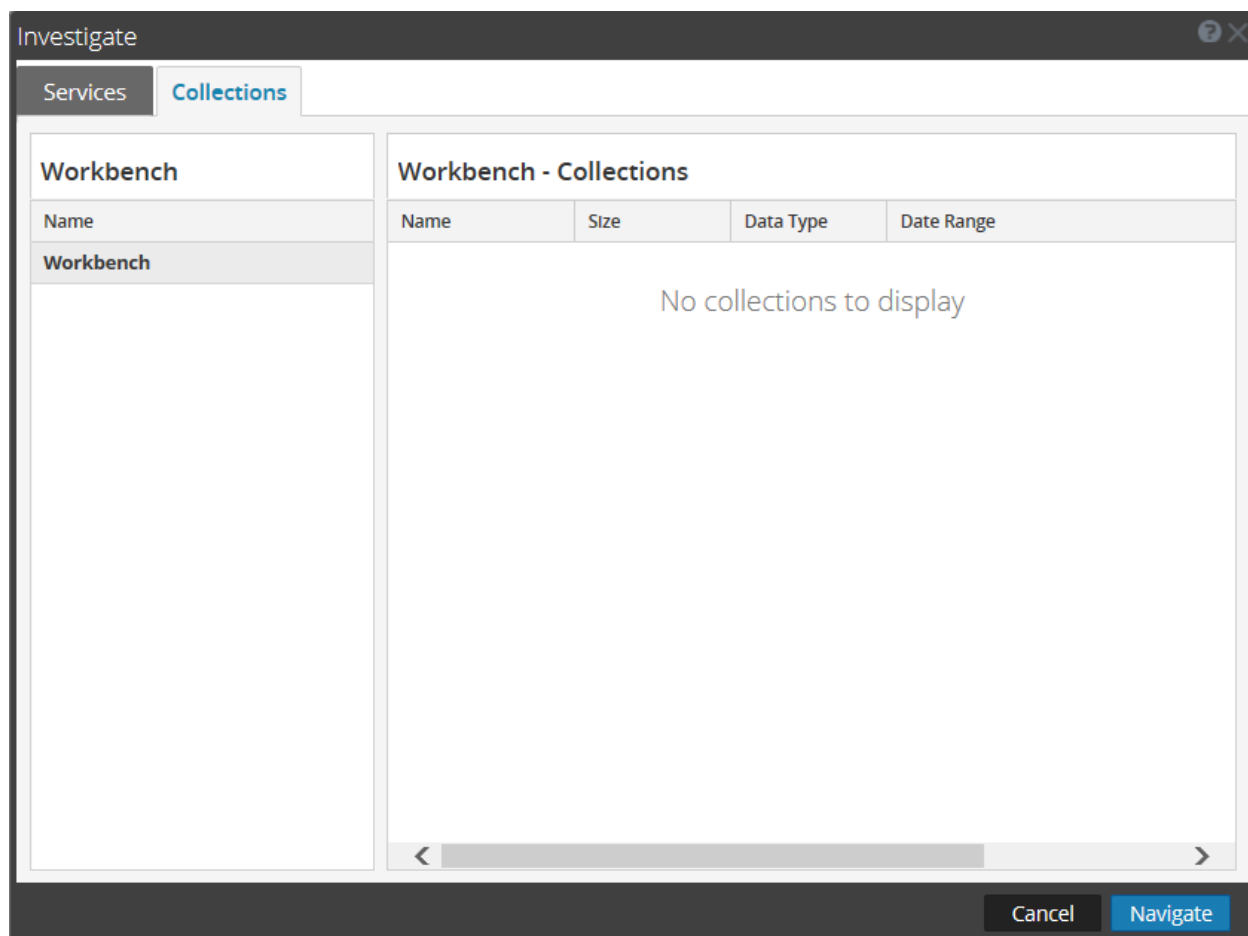 Investigate
Services Collections
Workbench
Name
Workbench
Workbench - Collections
Name Size Data Type Date Range
No collections to display
Cancel Navigate